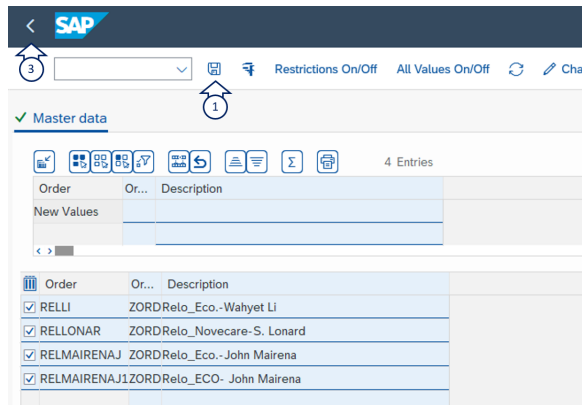 SAP
3
Restrictions On/Off All Values On/Off Cha
1
Master data
4 Entries
Order Or... Description
New Values
Order Or... Description
RELLI ZORD Relo_Eco.-Wahyet Li
RELLONAR ZORD Relo_Novecare-S. Lonard
RELMAIRENAJ ZORD Relo_Eco.-John Mairena
RELMAIRENAJ1 ZORD Relo_ECO- John Mairena